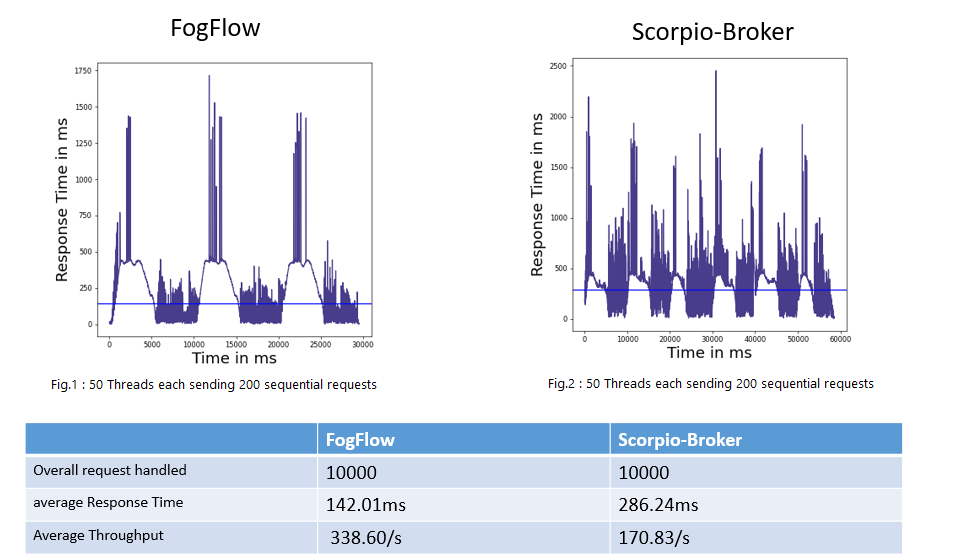 FogFlow
Scorpio-Broker
Response Time in ms
1750
1500
1250
1000
750
500
250
0
0 5000 10000 15000 20000 25000 30000
Time in ms
Fig.1 : 50 Threads each sending 200 sequential requests
Response Time in ms
2500
2000
1500
1000
500
0
0 10000 20000 30000 40000 50000 60000
Time in ms
Fig.2 : 50 Threads each sending 200 sequential requests
FogFlow Scorpio-Broker
Overall request handled 10000 10000
average Response Time 142.01ms 286.24ms
Average Throughput 338.60/s 170.83/s